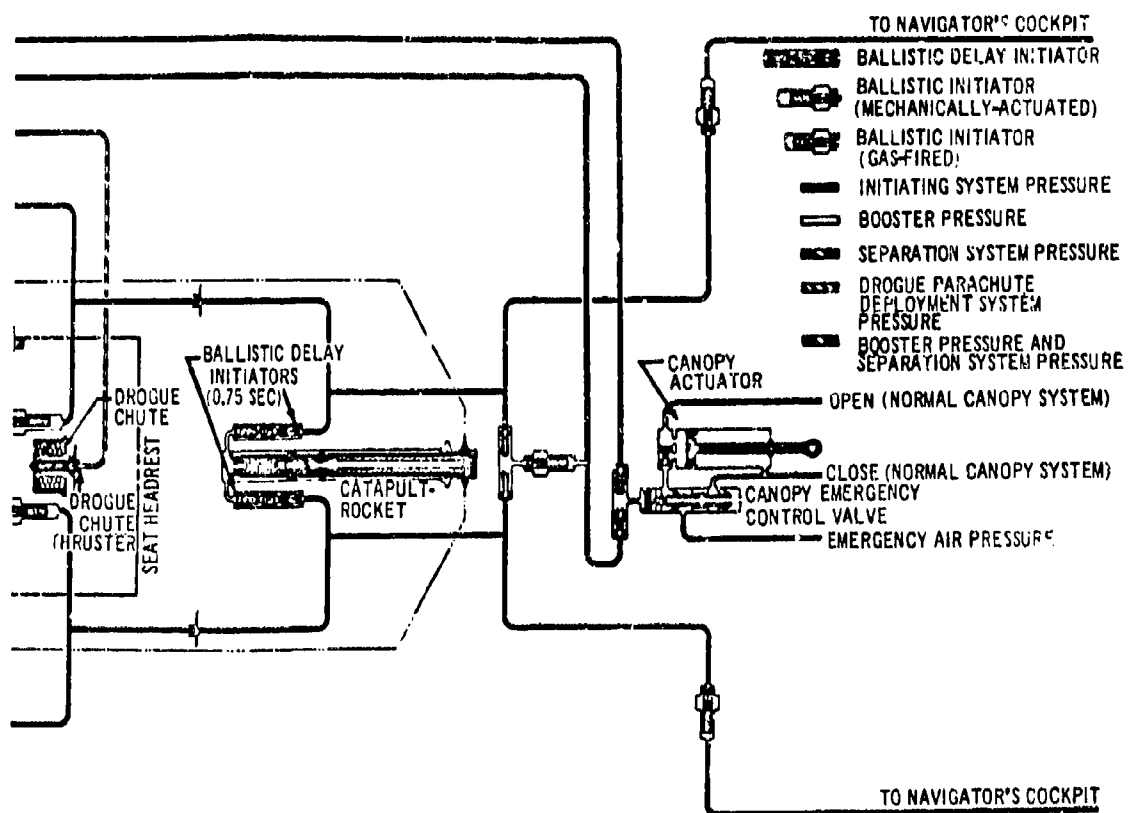 TO NAVIGATOR'S COCKPIT
BALLISTIC DELAY INITIATOR
BALLISTIC INITIATOR
(MECHANICALLY-ACTUATED)
BALLISTIC INITIATOR
(GAS-FIRED)
INITIATING SYSTEM PRESSURE
BOOSTER PRESSURE
SEPARATION SYSTEM PRESSURE
DROGUE PARACHUTE
DEPLOYMENT SYSTEM
PRESSURE
BOOSTER PRESSURE AND
SEPARATION SYSTEM PRESSURE
BALLISTIC DELAY
INITIATORS
(0.75 SEC)
CANOPY
ACTUATOR
DROGUE
CHUTE
OPEN (NORMAL CANOPY SYSTEM)
CLOSE (NORMAL CANOPY SYSTEM)
CATAPULT-
ROCKET
CANOPY EMERGENCY
CONTROL VALVE
DROGUE
CHUTE
THRUSTER
SEAT HEADREST
EMERGENCY AIR PRESSURE
TO NAVIGATOR'S COCKPIT